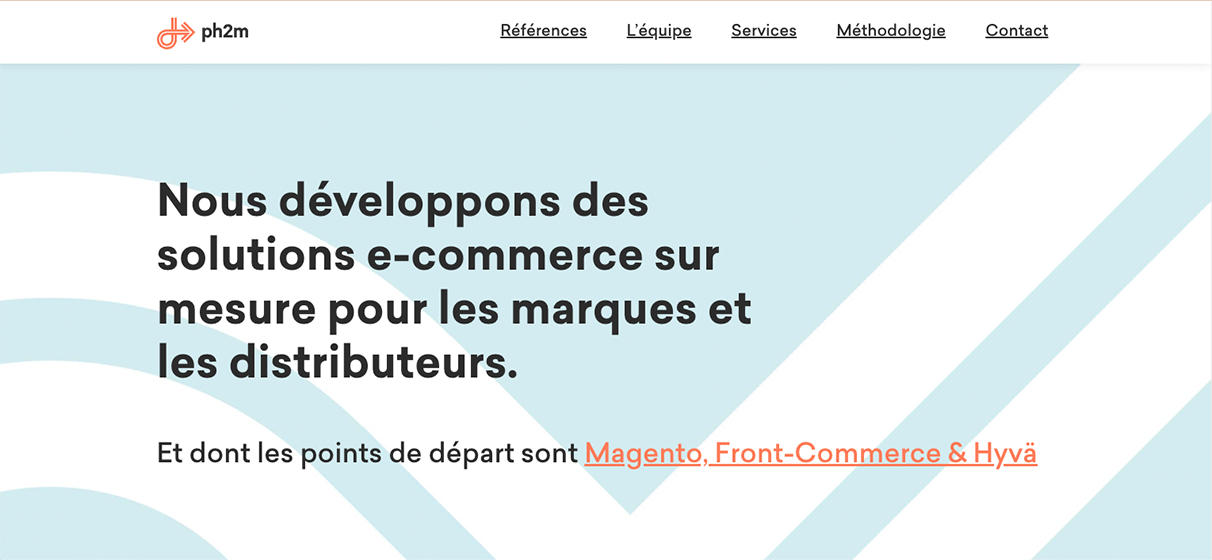 ph2m
Références L’équipe Services Méthodologie Contact
Nous développons des
solutions e-commerce sur
mesure pour les marques et
les distributeurs.
Et dont les points de départ sont Magento, Front-Commerce & Hyvä